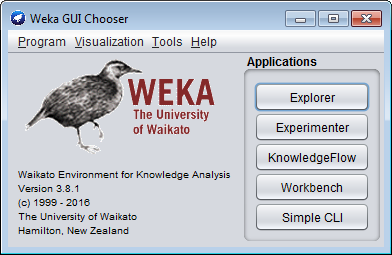 Weka GUI Chooser
Program Visualization Tools Help
WEKA
The University
of Waikato
Waikato Environment for Knowledge Analysis
Version 3.8.1
(c) 1999 - 2016
The University of Waikato
Hamilton, New Zealand
Applications
Explorer
Experimenter
KnowledgeFlow
Workbench
Simple CLI